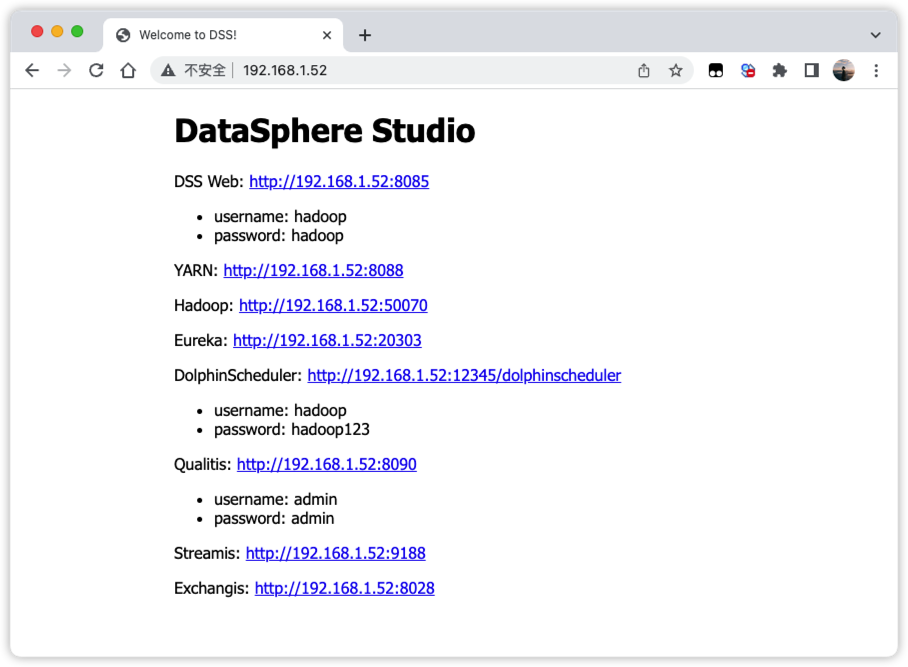 Welcome to DSS!
不安全 192.168.1.52
DataSphere Studio
DSS Web: http://192.168.1.52:8085
• username: hadoop
• password: hadoop
YARN: http://192.168.1.52:8088
Hadoop: http://192.168.1.52:50070
Eureka: http://192.168.1.52:20303
DolphinScheduler: http://192.168.1.52:12345/dolphinscheduler
• username: hadoop
• password: hadoop123
Qualitis: http://192.168.1.52:8090
• username: admin
• password: admin
Streamis: http://192.168.1.52:9188
Exchangis: http://192.168.1.52:8028